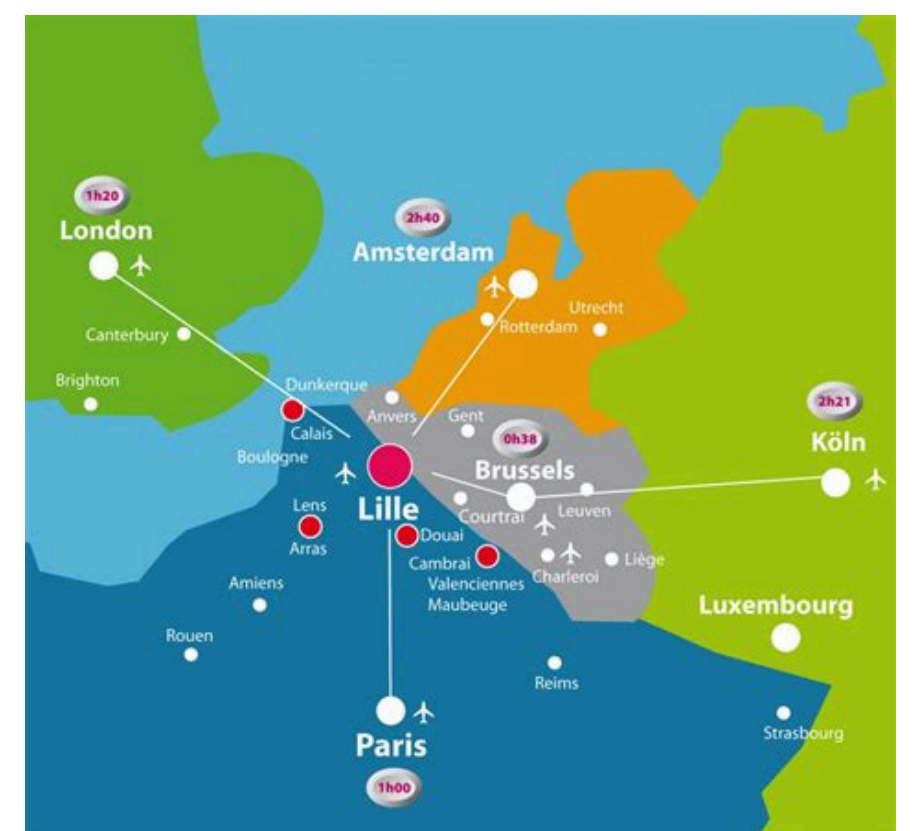 1h20
London
2h40
Amsterdam
Utrecht
Rotterdam
Canterbury
Brighton
Dunkerque
Calais
Boulogne
Anvers
Gent
0h38
Brussels
2h21
Köln
Lille
Courtrai
Leuven
Lens
Arras
Douai
Cambrai
Valenciennes
Maubeuge
Charleroi
Liège
Amiens
Rouen
Luxembourg
Reims
Strasbourg
Paris
1h00